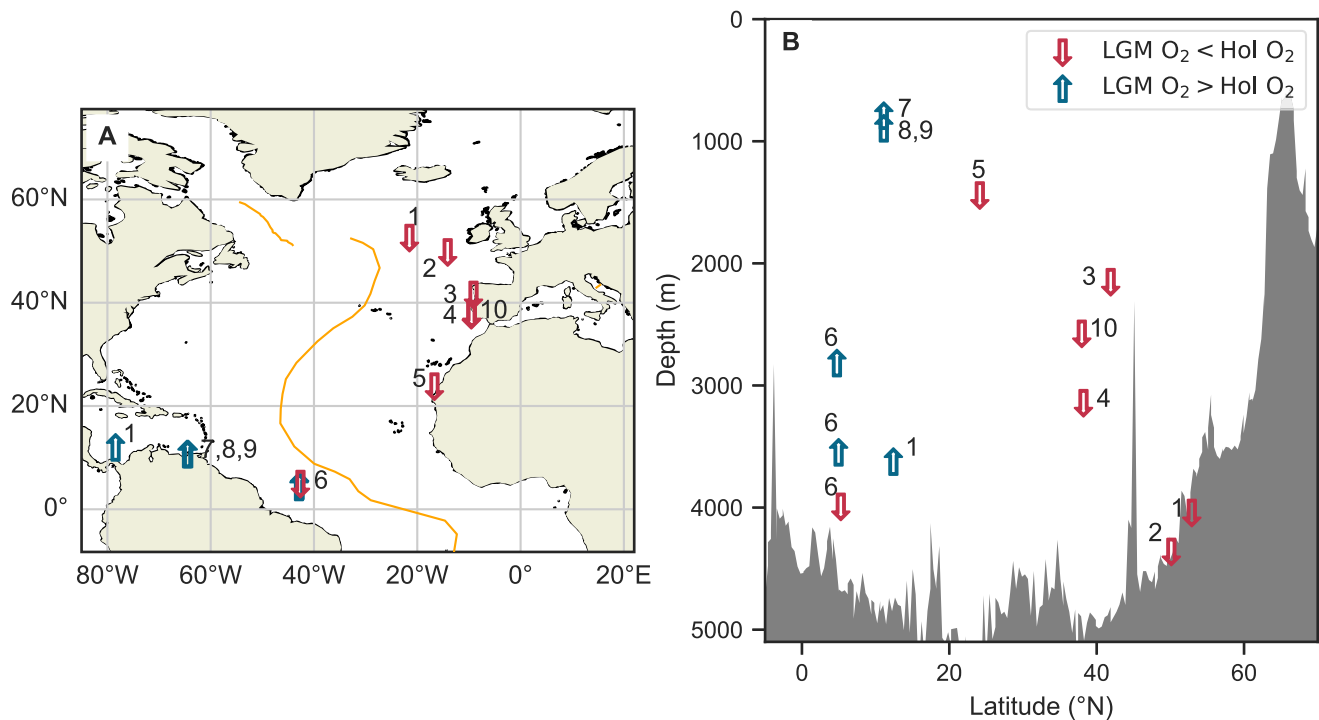 A
60°N
40°N
20°N
0°
80°W
60°W
40°W
20°W
0°
20°E
1
2
3
4
10
5
1
7,8,9
6
B
LGM O₂ < Hol O₂
LGM O₂ > Hol O₂
0
1000
2000
3000
4000
5000
Depth (m)
0
20
40
60
Latitude (°N)
7
8,9
5
3
10
6
4
6
1
6
1
2